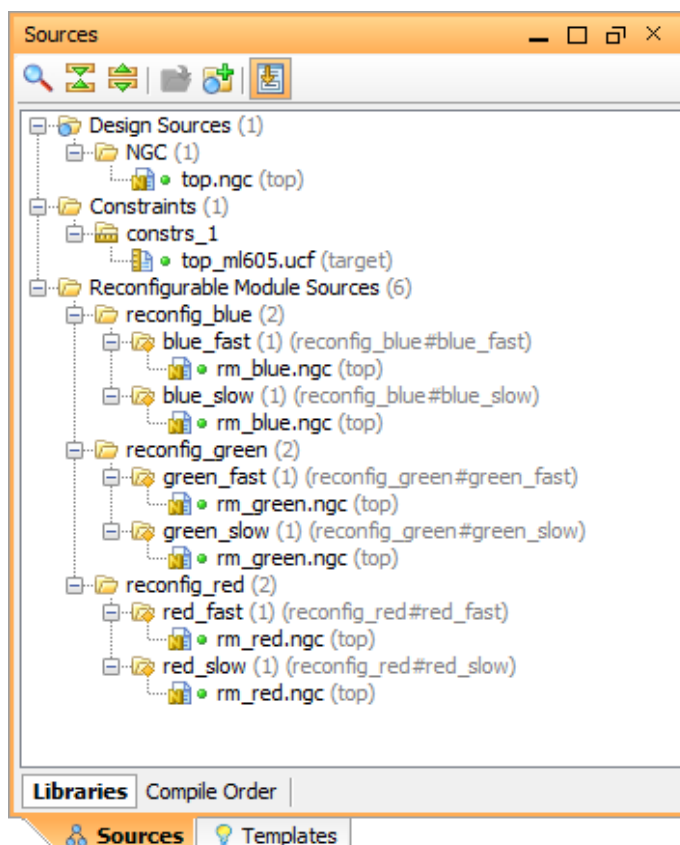 Sources
Design Sources (1)
NGC (1)
top.ngc (top)
Constraints (1)
constrs_1
top_ml605.ucf (target)
Reconfigurable Module Sources (6)
reconfig_blue (2)
blue_fast (1) (reconfig_blue#blue_fast)
rm_blue.ngc (top)
blue_slow (1) (reconfig_blue#blue_slow)
rm_blue.ngc (top)
reconfig_green (2)
green_fast (1) (reconfig_green#green_fast)
rm_green.ngc (top)
green_slow (1) (reconfig_green#green_slow)
rm_green.ngc (top)
reconfig_red (2)
red_fast (1) (reconfig_red#red_fast)
rm_red.ngc (top)
red_slow (1) (reconfig_red#red_slow)
rm_red.ngc (top)
Libraries Compile Order
Sources Templates